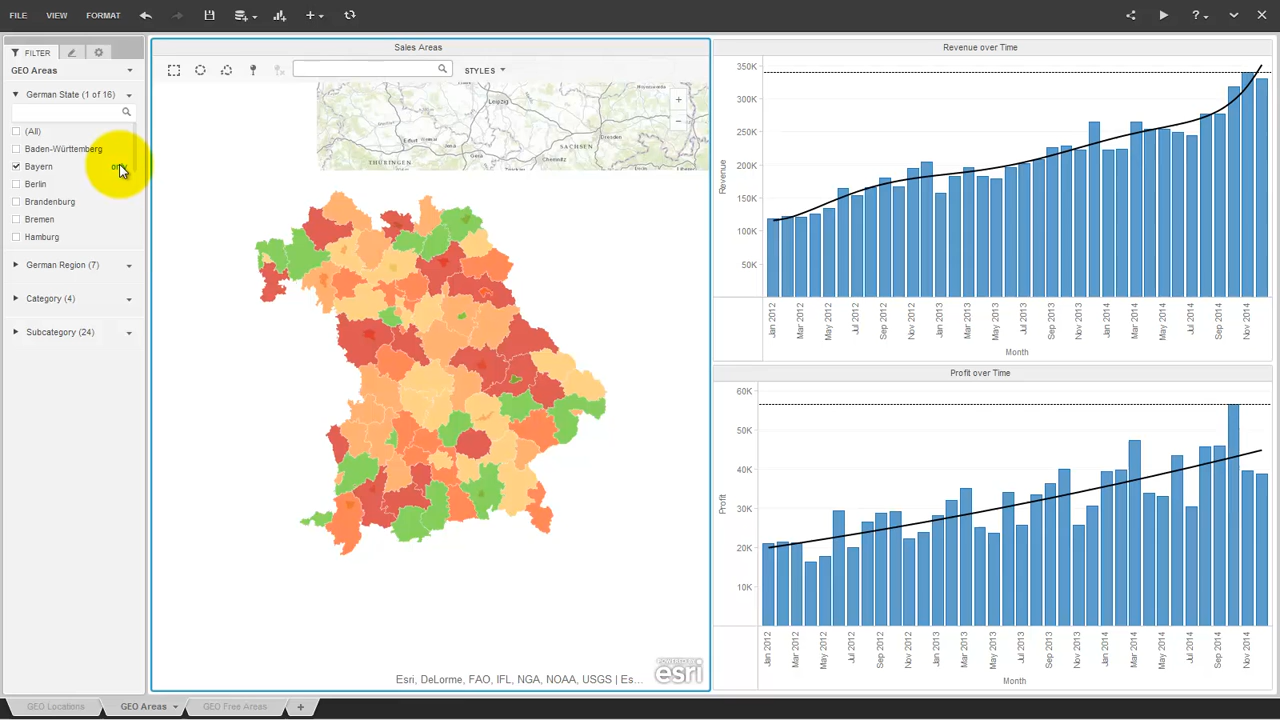 FILE VIEW FORMAT
FILTER
GEO Areas
German State (1 of 16)
(All)
Baden-Württemberg
Bayern
Berlin
Brandenburg
Bremen
Hamburg
German Region (7)
Category (4)
Subcategory (24)
Sales Areas
STYLES
Leipzig
Dresden
Erfurt
Gera
Chemnitz
SACHSEN
THÜRINGEN
+
−
POWERED BY
esri
Esri, DeLorme, FAO, IFL, NGA, NOAA, USGS | Es...
Revenue over Time
350K
300K
250K
200K
150K
100K
50K
Revenue
Jan 2012 Mar 2012 May 2012 Jul 2012 Sep 2012 Nov 2012 Jan 2013 Mar 2013 May 2013 Jul 2013 Sep 2013 Nov 2013 Jan 2014 Mar 2014 May 2014 Jul 2014 Sep 2014 Nov 2014
Month
Profit over Time
60K
50K
40K
30K
20K
10K
Profit
Jan 2012 Mar 2012 May 2012 Jul 2012 Sep 2012 Nov 2012 Jan 2013 Mar 2013 May 2013 Jul 2013 Sep 2013 Nov 2013 Jan 2014 Mar 2014 May 2014 Jul 2014 Sep 2014 Nov 2014
Month
GEO Locations GEO Areas GEO Free Areas +